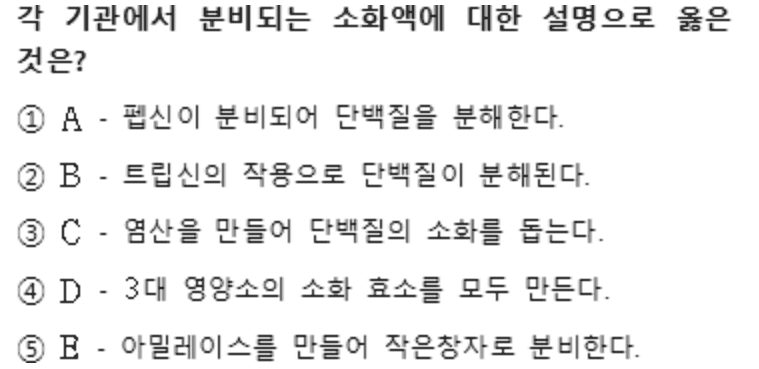 각 기관에서 분비되는 소화액에 대한 설명으로 옳은
것은?
① A - 펩신이 분비되어 단백질을 분해한다.
② B - 트립신의 작용으로 단백질이 분해된다.
③ C - 염산을 만들어 단백질의 소화를 돕는다.
④ D - 3대 영양소의 소화 효소를 모두 만든다.
⑤ E - 아밀레이스를 만들어 작은창자로 분비한다.